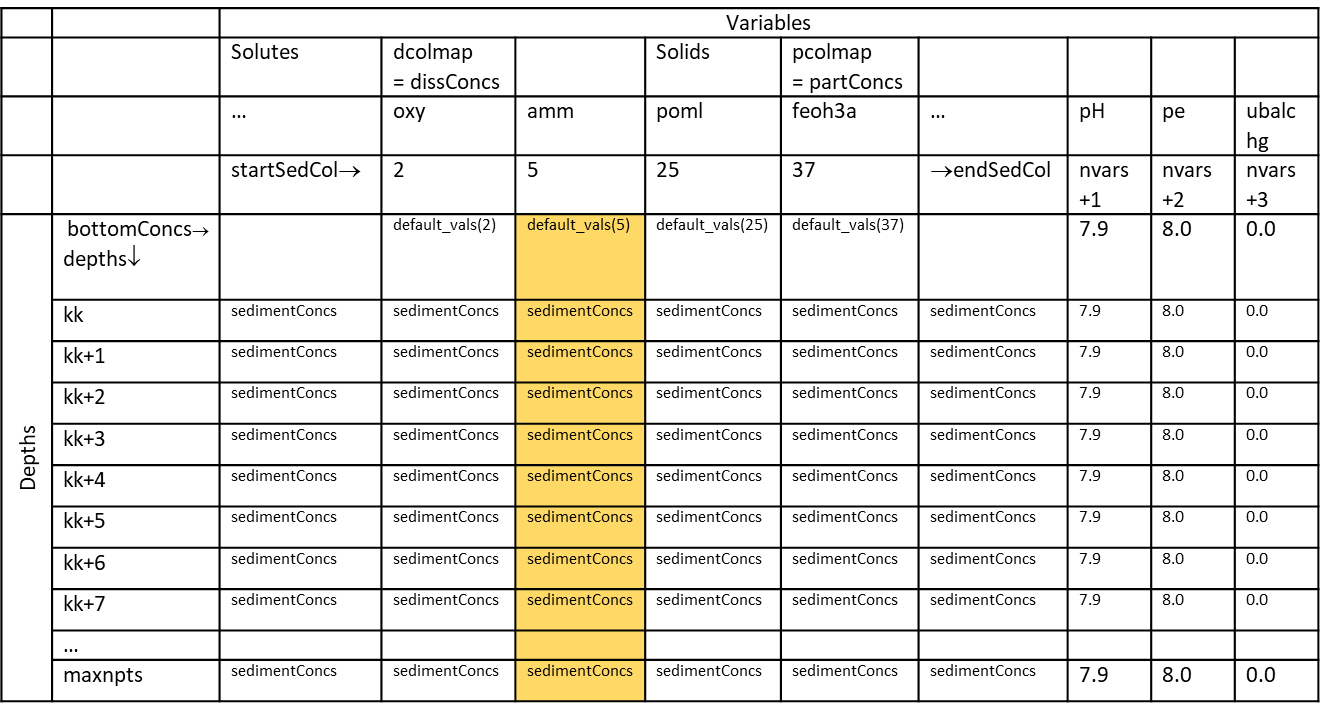 Variables
Solutes dcolmap Solids pcolmap
= dissConcs = partConcs
... oxy amm poml feoh3a ... pH pe ubalc
hg
startSedCol→ 2 5 25 37 →endSedCol nvars nvars nvars
+1 +2 +3
bottomConcs→ default_vals(2) default_vals(5) default_vals(25) default_vals(37) 7.9 8.0 0.0
depths↓
Depths
kk sedimentConcs sedimentConcs sedimentConcs sedimentConcs sedimentConcs sedimentConcs 7.9 8.0 0.0
kk+1 sedimentConcs sedimentConcs sedimentConcs sedimentConcs sedimentConcs sedimentConcs 7.9 8.0 0.0
kk+2 sedimentConcs sedimentConcs sedimentConcs sedimentConcs sedimentConcs sedimentConcs 7.9 8.0 0.0
kk+3 sedimentConcs sedimentConcs sedimentConcs sedimentConcs sedimentConcs sedimentConcs 7.9 8.0 0.0
kk+4 sedimentConcs sedimentConcs sedimentConcs sedimentConcs sedimentConcs sedimentConcs 7.9 8.0 0.0
kk+5 sedimentConcs sedimentConcs sedimentConcs sedimentConcs sedimentConcs sedimentConcs 7.9 8.0 0.0
kk+6 sedimentConcs sedimentConcs sedimentConcs sedimentConcs sedimentConcs sedimentConcs 7.9 8.0 0.0
kk+7 sedimentConcs sedimentConcs sedimentConcs sedimentConcs sedimentConcs sedimentConcs 7.9 8.0 0.0
...
maxnpts sedimentConcs sedimentConcs sedimentConcs sedimentConcs sedimentConcs sedimentConcs 7.9 8.0 0.0